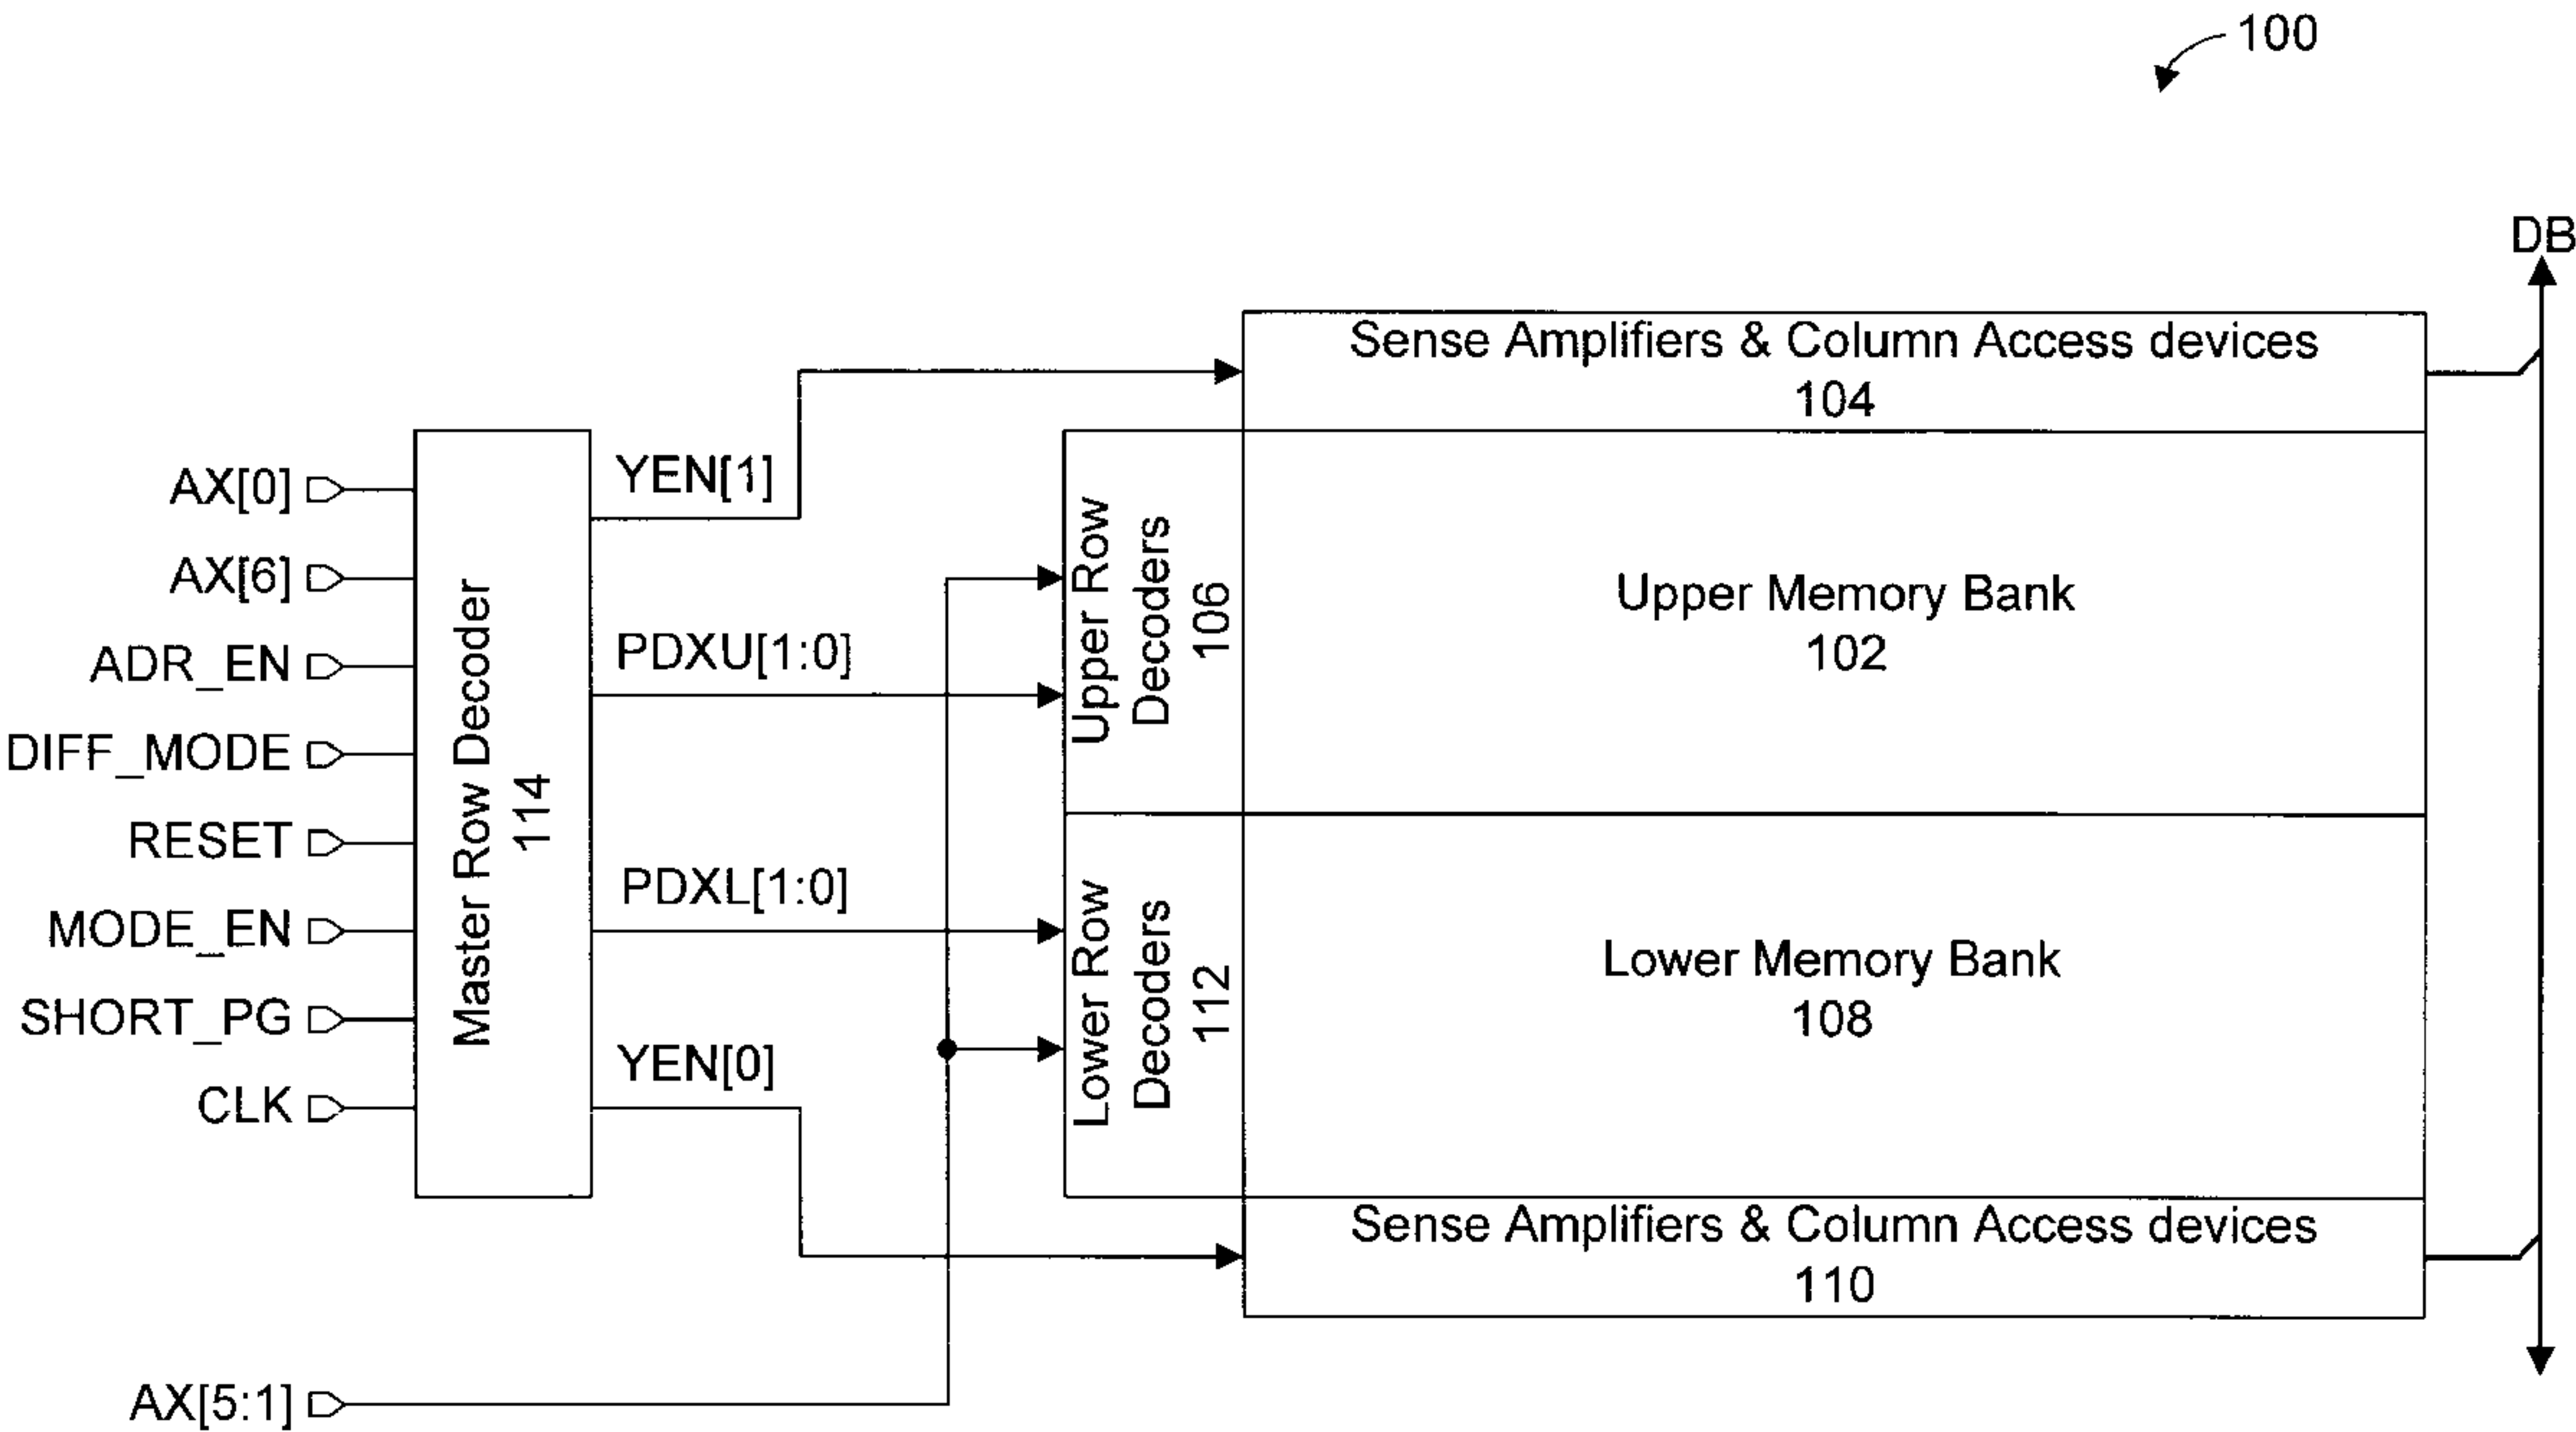 100
DB
Sense Amplifiers & Column Access devices
104
AX[0]
AX[6]
ADR_EN
DIFF_MODE
RESET
MODE_EN
SHORT_PG
CLK
AX[5:1]
Master Row Decoder
114
YEN[1]
PDXU[1:0]
PDXL[1:0]
YEN[0]
Upper Row
Decoders
106
Upper Memory Bank
102
Lower Row
Decoders
112
Lower Memory Bank
108
Sense Amplifiers & Column Access devices
110